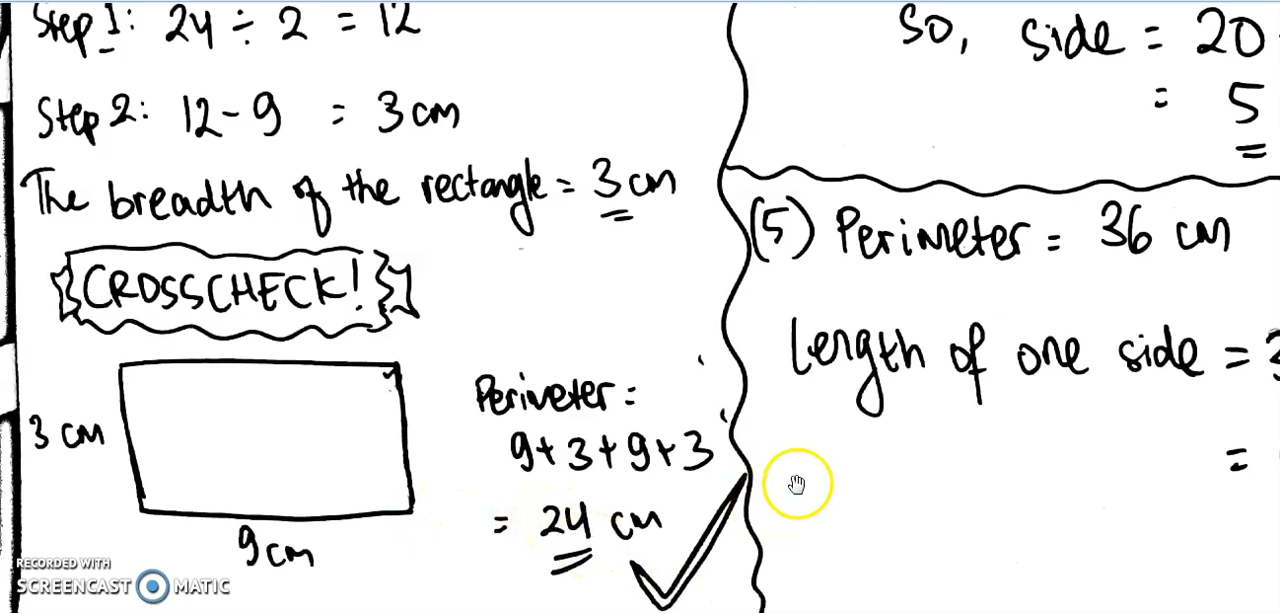 Step 1: 24 ÷ 2 = 12
Step 2: 12 - 9 = 3 cm
The breadth of the rectangle = 3 cm
CROSSCHECK!
3 cm
9 cm
Perimeter =
9 + 3 + 9 + 3
= 24 cm
So, side = 20
= 5
(5) Perimeter = 36 cm
Length of one side =
=
RECORDED WITH
SCREENCAST MATIC